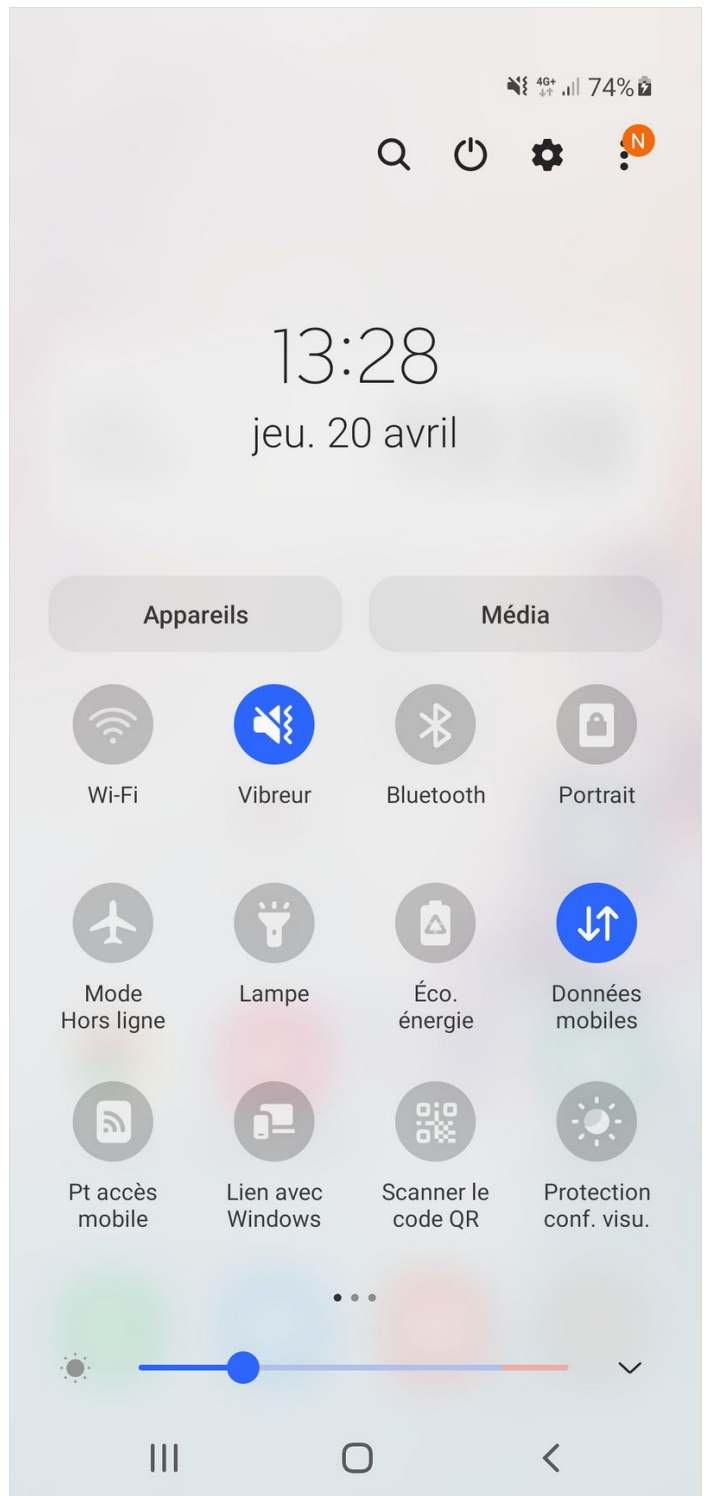 4G+ 74%
N
13:28
jeu. 20 avril
Appareils Média
Wi-Fi Vibreur Bluetooth Portrait
Mode Lampe Éco. Données
Hors ligne énergie mobiles
Pt accès Lien avec Scanner le Protection
mobile Windows code QR conf. visu.